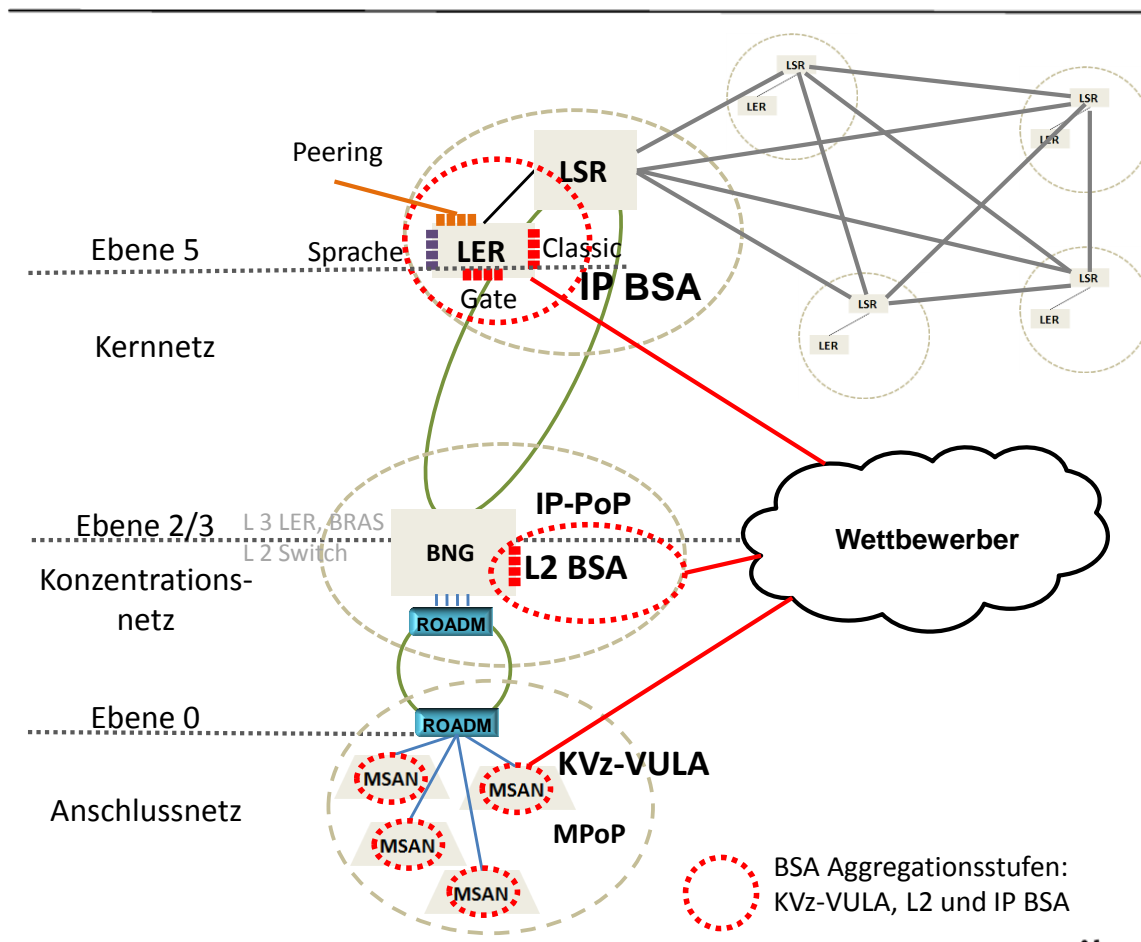 LSR
LER
LSR
LER
LSR
LER
LSR
LER
LSR
Peering
Ebene 5
Sprache
LER
Classic
Gate
IP BSA
Kernnetz
Ebene 2/3
L 3 LER, BRAS
L 2 Switch
IP-PoP
BNG
L2 BSA
Wettbewerber
Konzentrations-
netz
ROADM
Ebene 0
ROADM
KVz-VULA
MSAN
MSAN
MSAN
MSAN
MPoP
Anschlussnetz
BSA Aggregationsstufen:
KVz-VULA, L2 und IP BSA